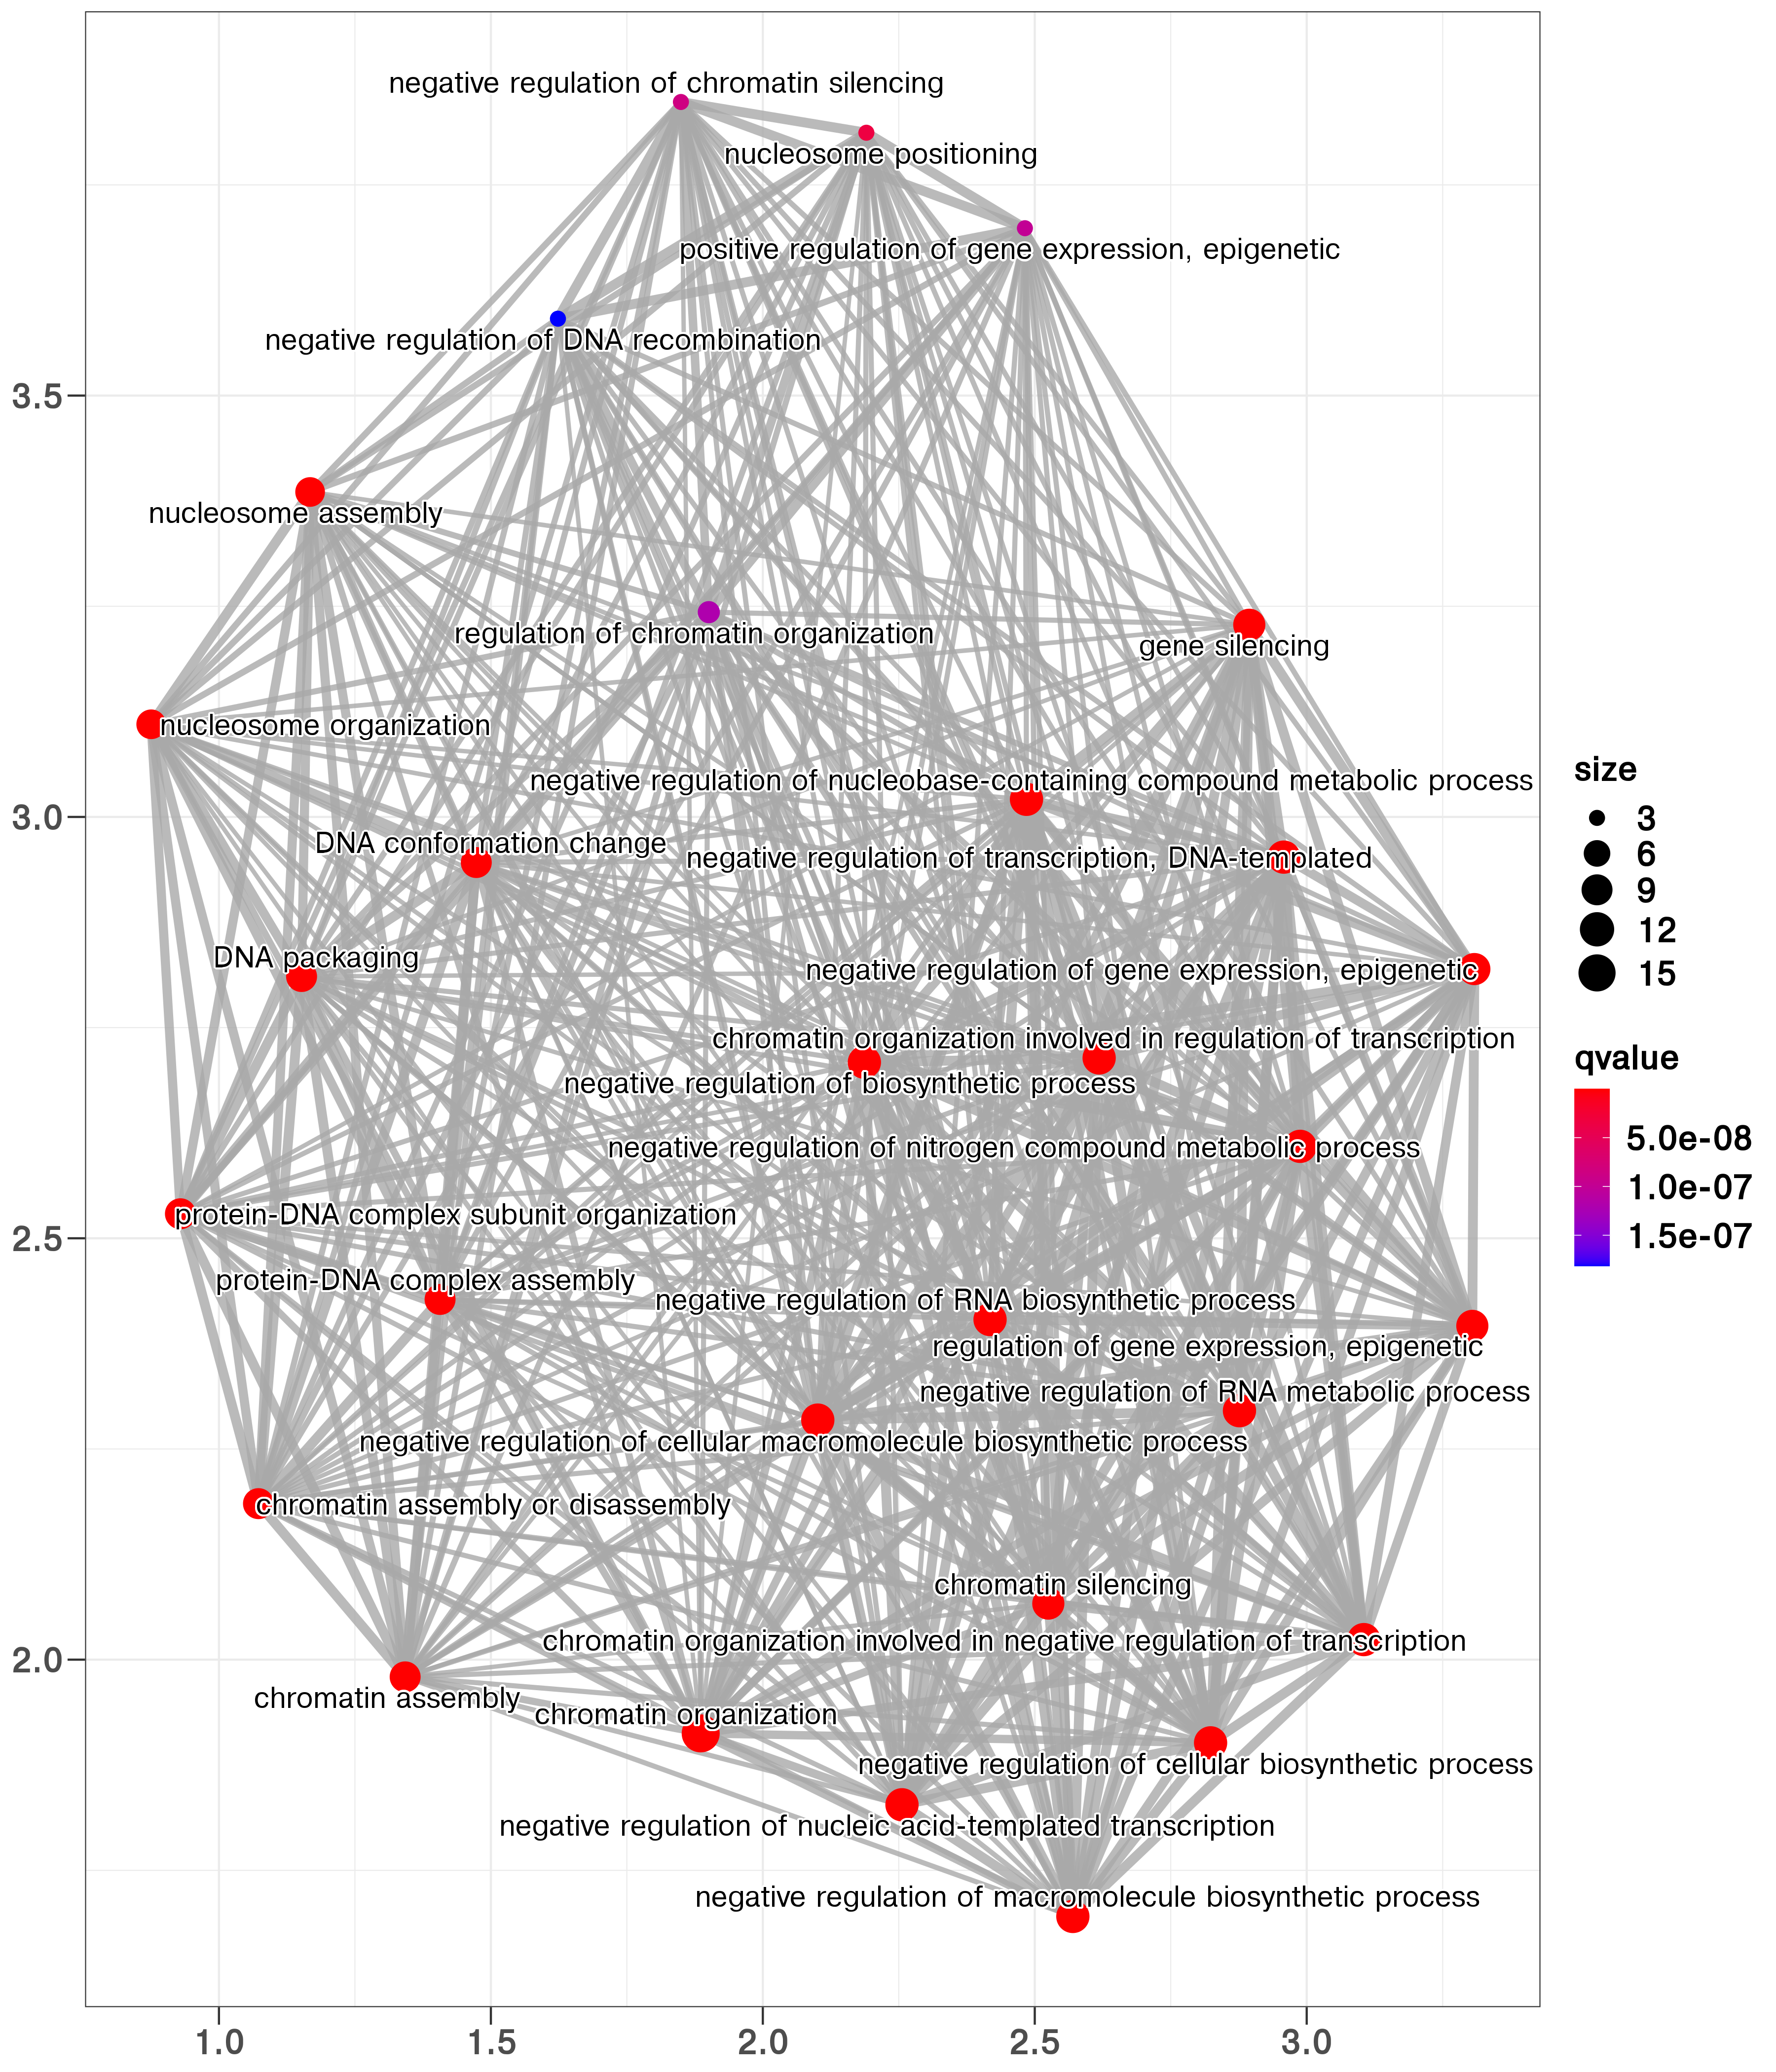 negative regulation of chromatin silencing
nucleosome positioning
positive regulation of gene expression, epigenetic
negative regulation of DNA recombination
3.5
nucleosome assembly
regulation of chromatin organization
gene silencing
nucleosome organization
negative regulation of nucleobase-containing compound metabolic process
3.0
DNA conformation change
negative regulation of transcription, DNA-templated
DNA packaging
negative regulation of gene expression, epigenetic
chromatin organization involved in regulation of transcription
negative regulation of biosynthetic process
negative regulation of nitrogen compound metabolic process
protein-DNA complex subunit organization
2.5
protein-DNA complex assembly
negative regulation of RNA biosynthetic process
regulation of gene expression, epigenetic
negative regulation of RNA metabolic process
negative regulation of cellular macromolecule biosynthetic process
chromatin assembly or disassembly
chromatin silencing
chromatin organization involved in negative regulation of transcription
2.0
chromatin assembly
chromatin organization
negative regulation of cellular biosynthetic process
negative regulation of nucleic acid-templated transcription
negative regulation of macromolecule biosynthetic process
1.0 1.5 2.0 2.5 3.0
size
3
6
9
12
15
qvalue
5.0e-08
1.0e-07
1.5e-07